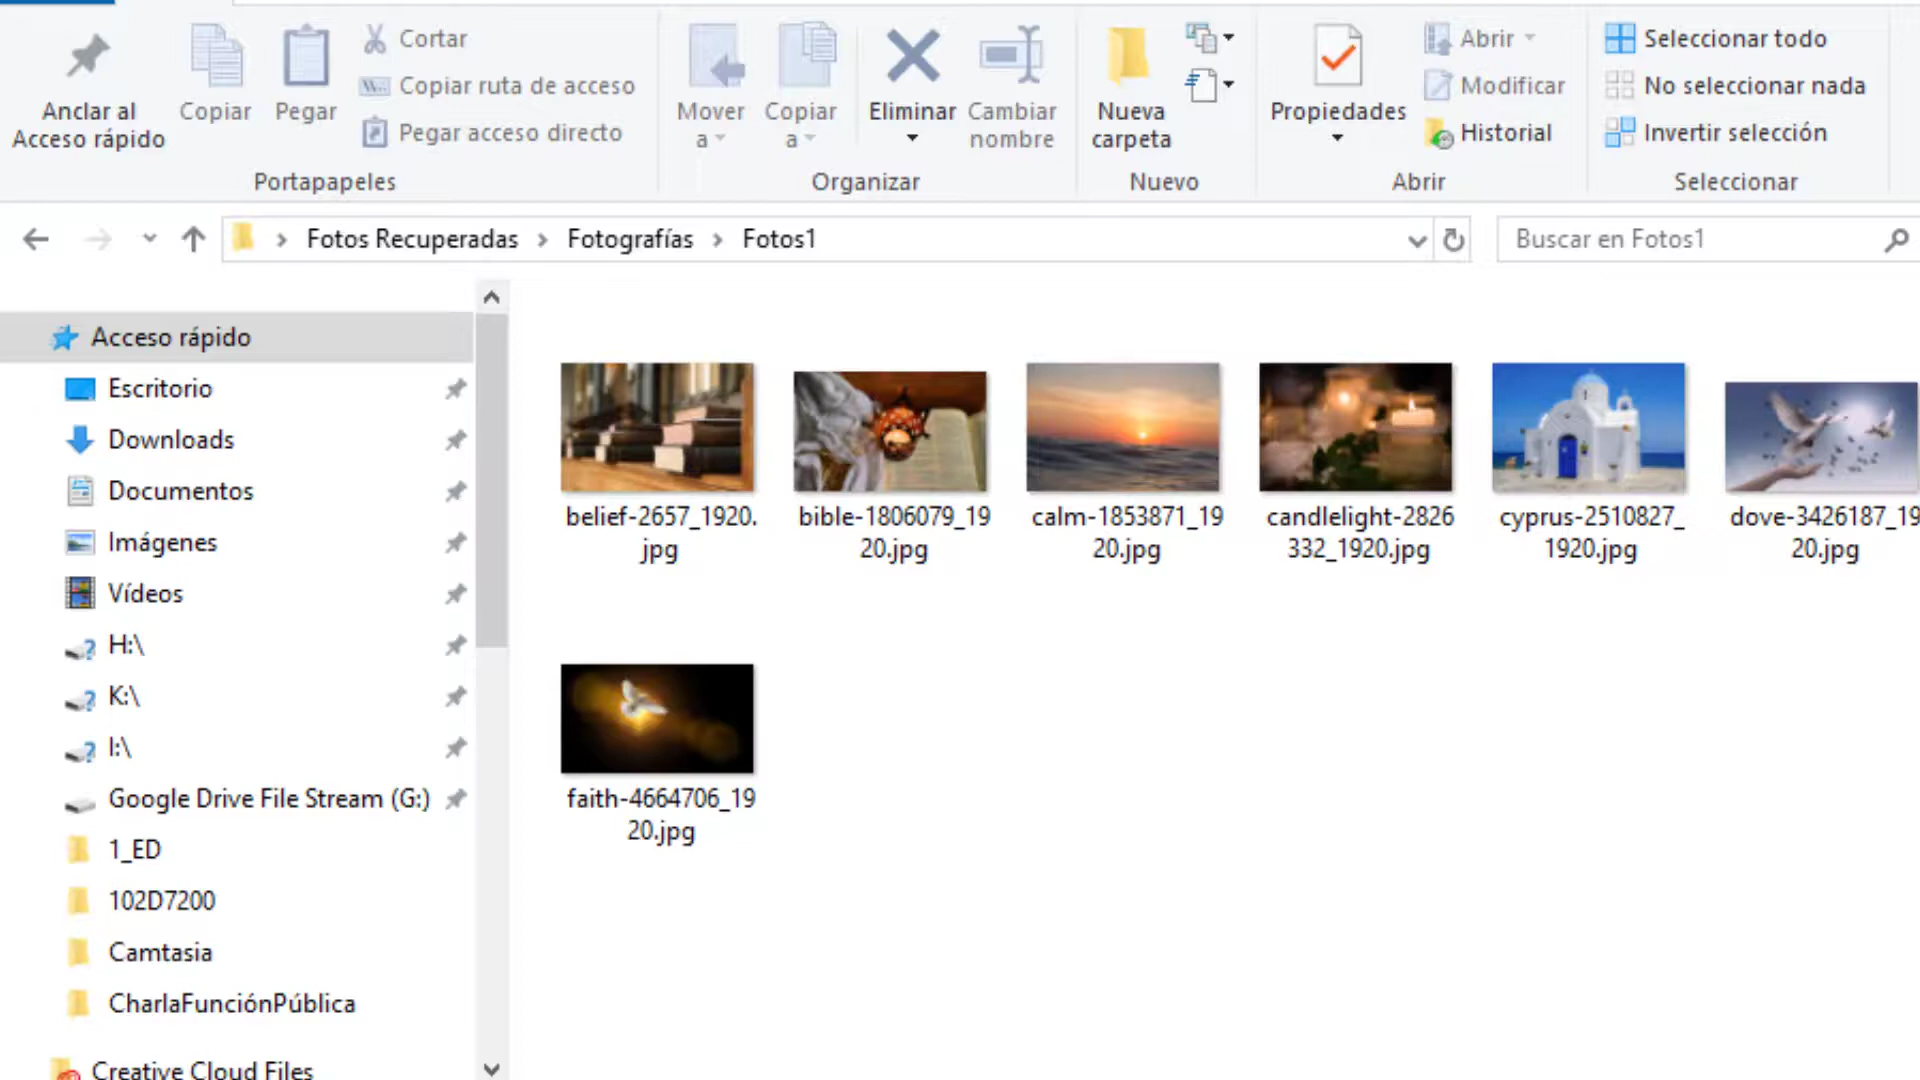 Anclar al
Acceso rápido
Copiar
Pegar
Cortar
Copiar ruta de acceso
Pegar acceso directo
Portapapeles
Mover
a
Copiar
a
Eliminar
Cambiar
nombre
Organizar
Nueva
carpeta
Nuevo
Propiedades
Abrir
Modificar
Historial
Abrir
Seleccionar todo
No seleccionar nada
Invertir selección
Seleccionar
Fotos Recuperadas > Fotografías > Fotos1
Buscar en Fotos1
Acceso rápido
Escritorio
Downloads
Documentos
Imágenes
Vídeos
H:\
K:\
I:\
Google Drive File Stream (G:)
1_ED
102D7200
Camtasia
CharlaFunciónPública
Creative Cloud Files
belief-2657_1920.
jpg
bible-1806079_19
20.jpg
calm-1853871_19
20.jpg
candlelight-2826
332_1920.jpg
cyprus-2510827_
1920.jpg
dove-3426187_19
20.jpg
faith-4664706_19
20.jpg